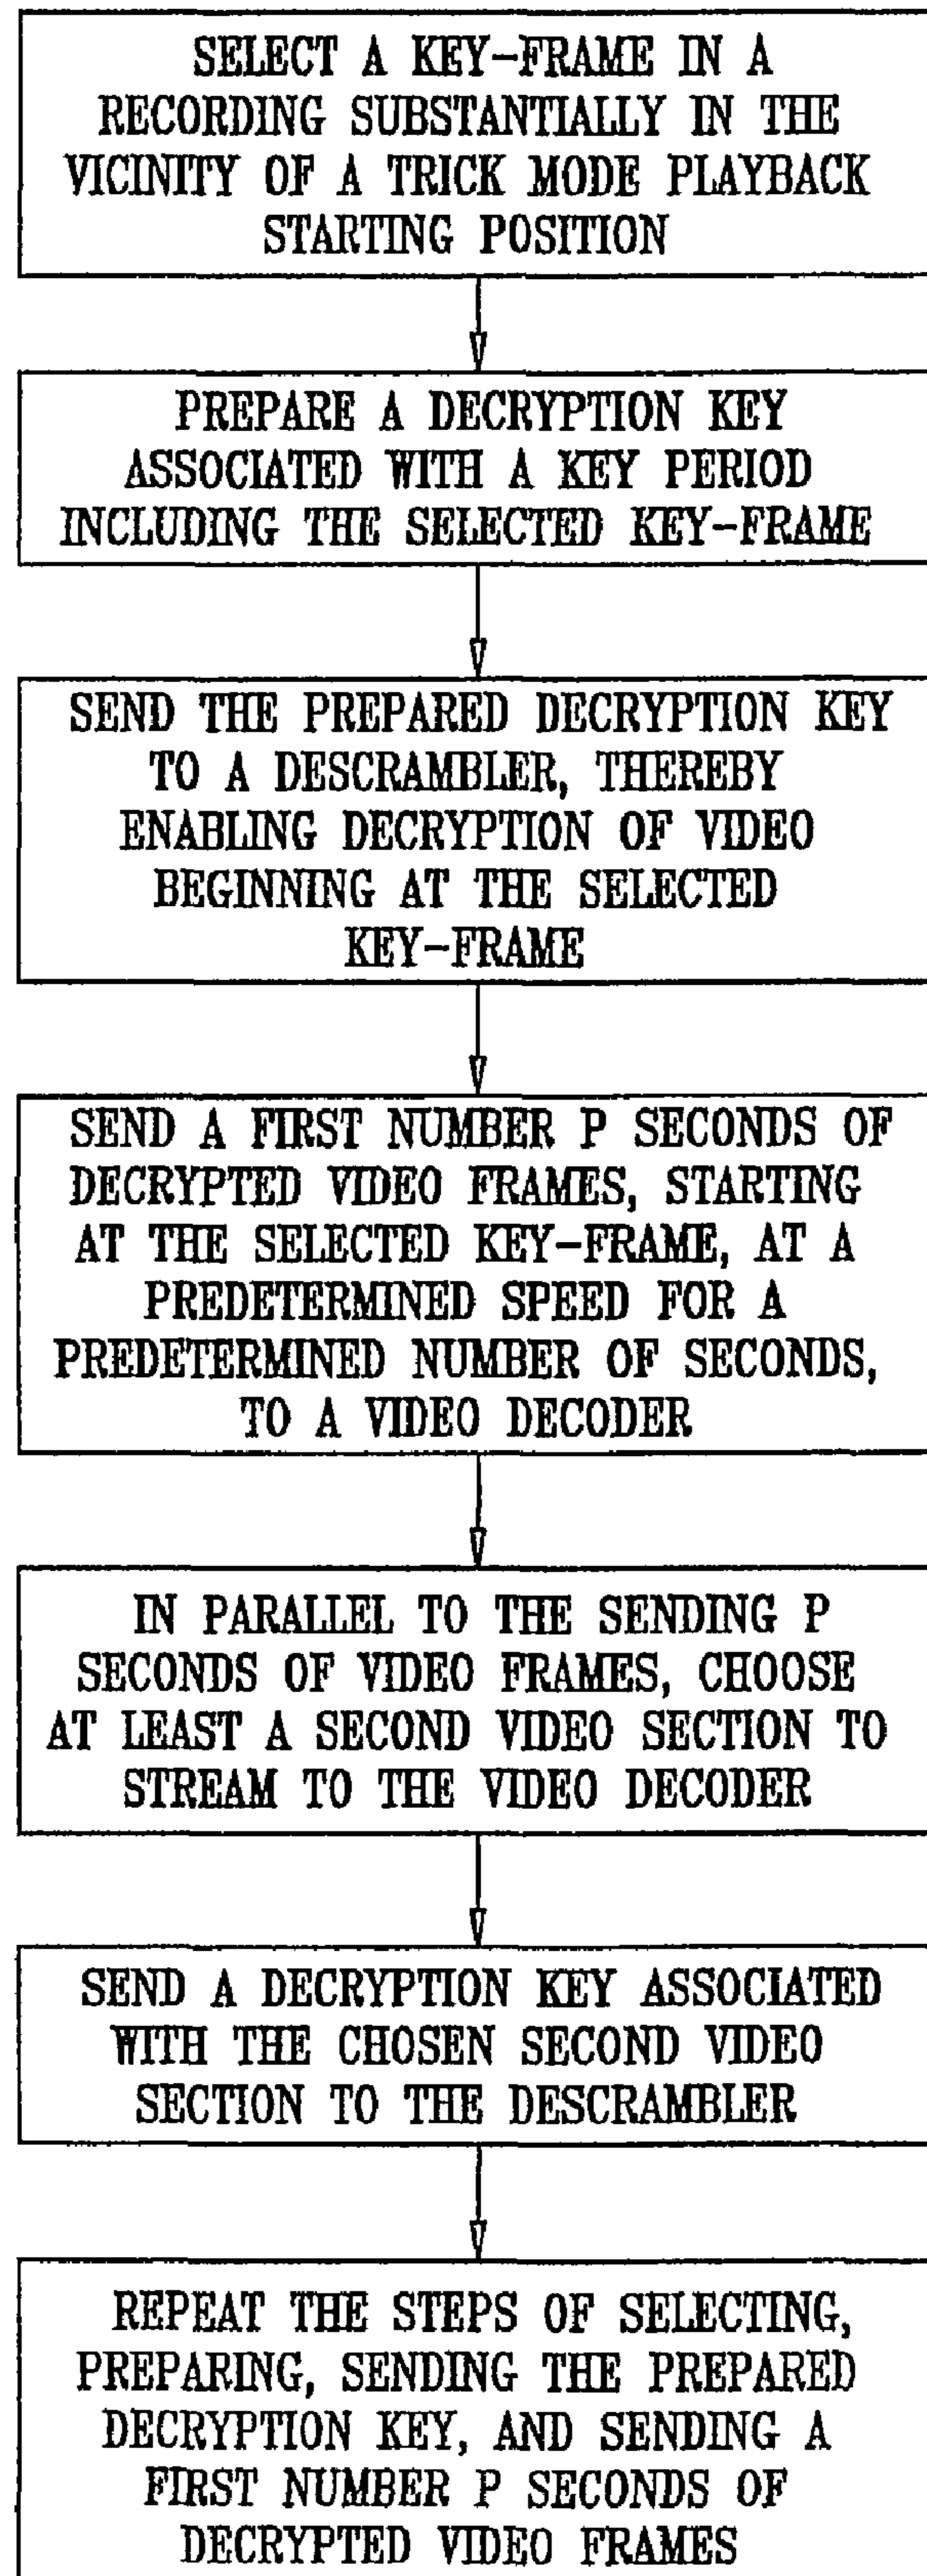 SELECT A KEY-FRAME IN A
RECORDING SUBSTANTIALLY IN THE
VICINITY OF A TRICK MODE PLAYBACK
STARTING POSITION
PREPARE A DECRYPTION KEY
ASSOCIATED WITH A KEY PERIOD
INCLUDING THE SELECTED KEY-FRAME
SEND THE PREPARED DECRYPTION KEY
TO A DESCRAMBLER, THEREBY
ENABLING DECRYPTION OF VIDEO
BEGINNING AT THE SELECTED
KEY-FRAME
SEND A FIRST NUMBER P SECONDS OF
DECRYPTED VIDEO FRAMES, STARTING
AT THE SELECTED KEY-FRAME, AT A
PREDETERMINED SPEED FOR A
PREDETERMINED NUMBER OF SECONDS,
TO A VIDEO DECODER
IN PARALLEL TO THE SENDING P
SECONDS OF VIDEO FRAMES, CHOOSE
AT LEAST A SECOND VIDEO SECTION TO
STREAM TO THE VIDEO DECODER
SEND A DECRYPTION KEY ASSOCIATED
WITH THE CHOSEN SECOND VIDEO
SECTION TO THE DESCRAMBLER
REPEAT THE STEPS OF SELECTING,
PREPARING, SENDING THE PREPARED
DECRYPTION KEY, AND SENDING A
FIRST NUMBER P SECONDS OF
DECRYPTED VIDEO FRAMES